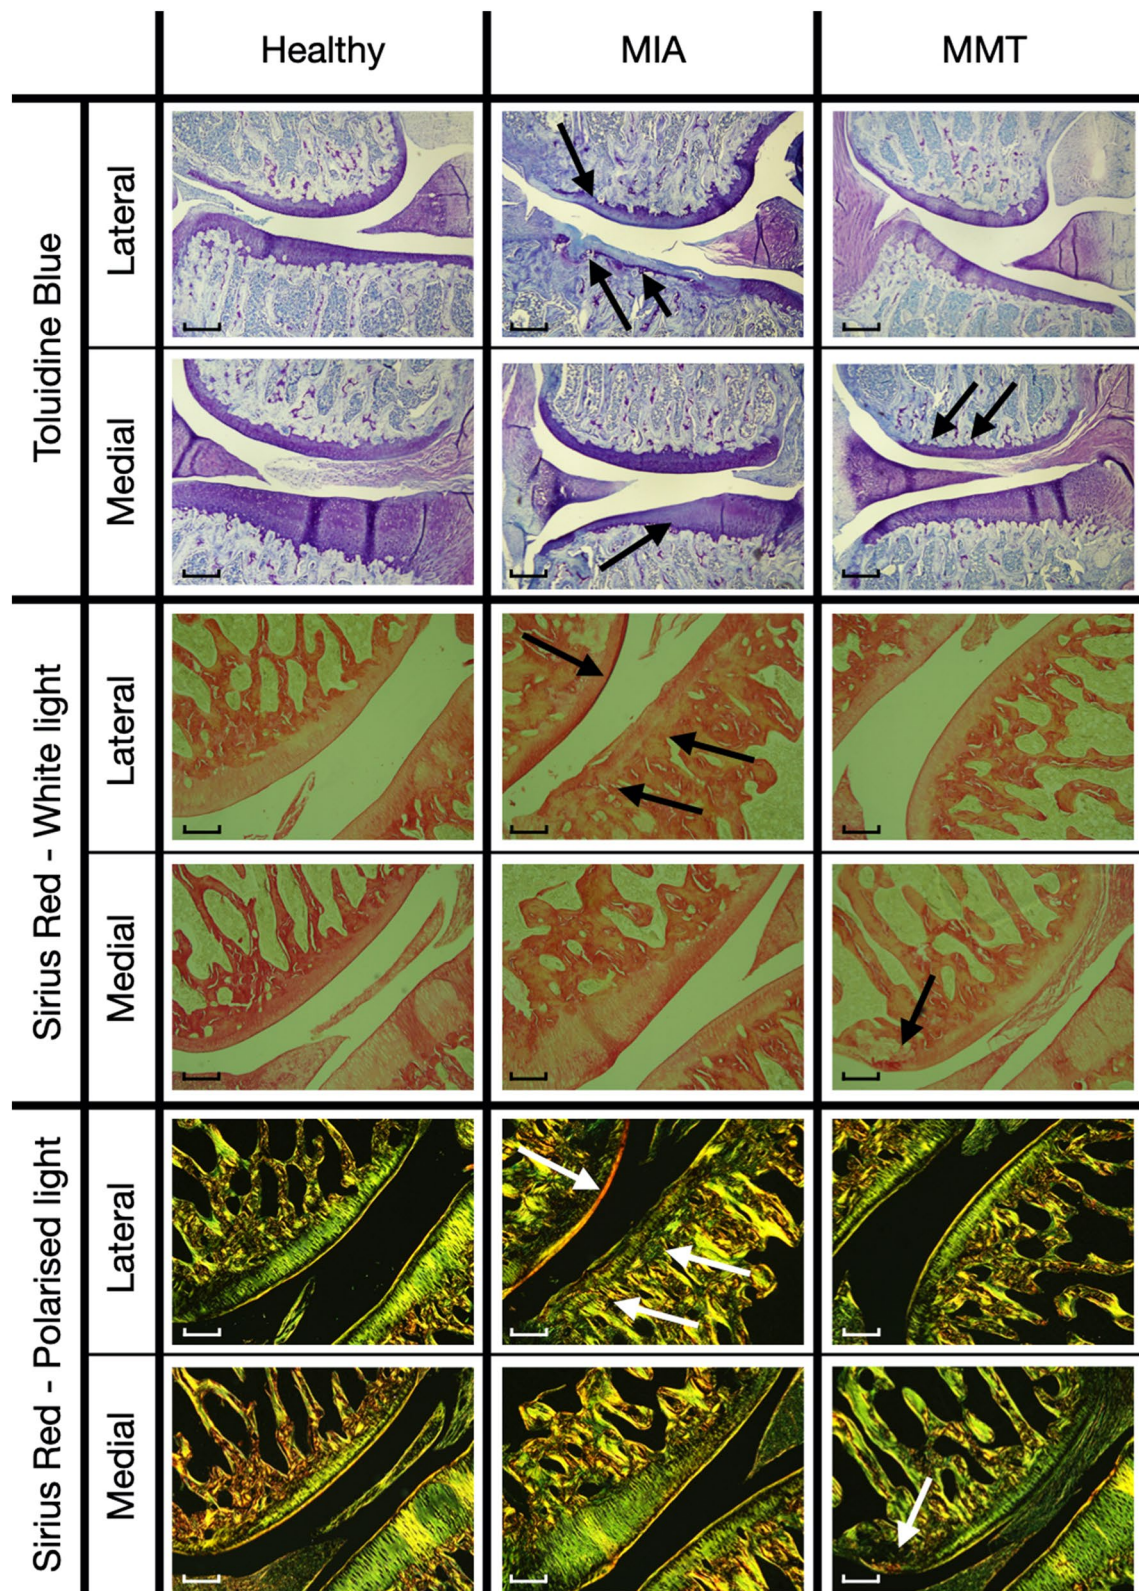 Healthy
MIA
MMT
Toluidine Blue
Lateral
Medial
Sirius Red - White light
Lateral
Medial
Sirius Red - Polarised light
Lateral
Medial